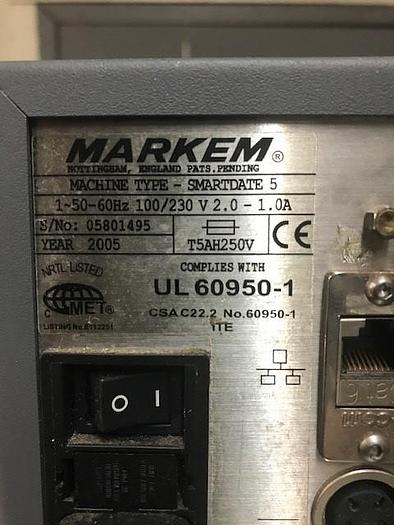 MARKEM®
NOTTINGHAM, ENGLAND PATS. PENDING
MACHINE TYPE - SMARTDATE 5
1~50-60Hz 100/230 V 2.0 - 1.0A
S/No: 05801495
YEAR 2005
T5AH250V
CE
NRTL LISTED
COMPLIES WITH
c MET®
UL 60950-1
CSA C22.2 No.60950-1
ITE
O I